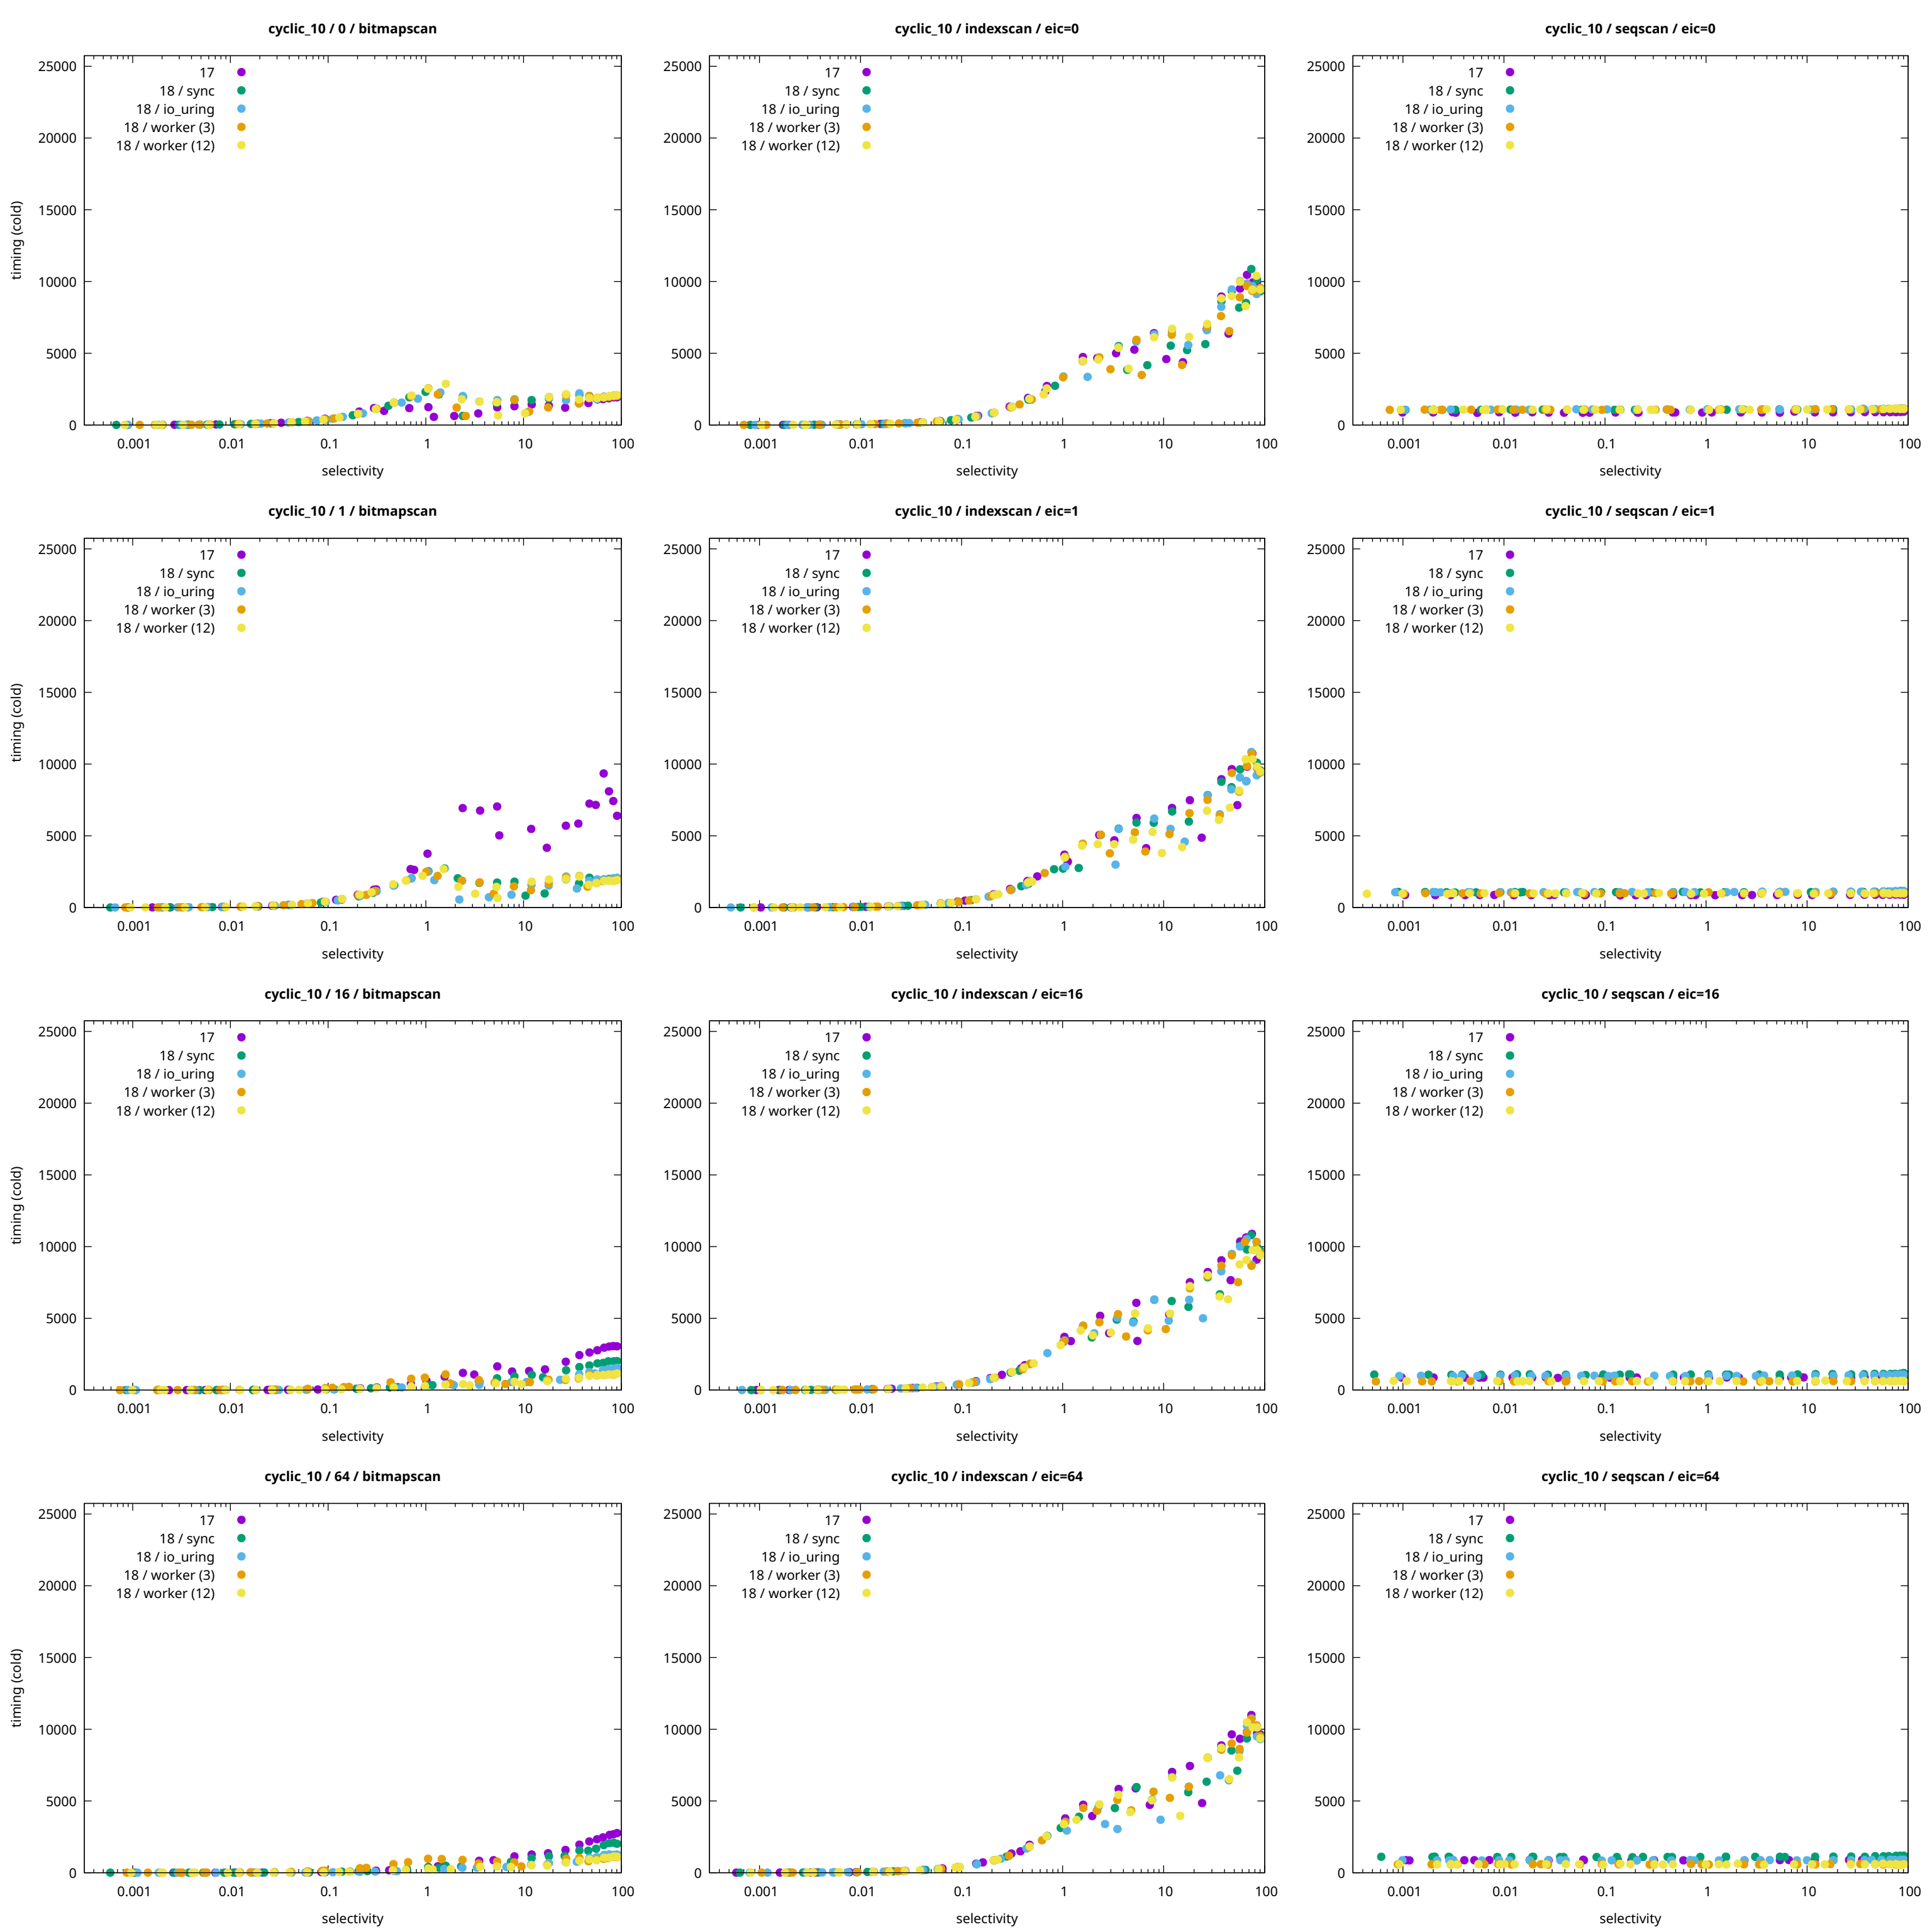 cyclic_10 / 0 / bitmapscan
timing (cold)
25000
20000
15000
10000
5000
0
17
18 / sync
18 / io_uring
18 / worker (3)
18 / worker (12)
0.001 0.01 0.1 1 10 100
selectivity
cyclic_10 / indexscan / eic=0
25000
20000
15000
10000
5000
0
17
18 / sync
18 / io_uring
18 / worker (3)
18 / worker (12)
0.001 0.01 0.1 1 10 100
selectivity
cyclic_10 / seqscan / eic=0
25000
20000
15000
10000
5000
0
17
18 / sync
18 / io_uring
18 / worker (3)
18 / worker (12)
0.001 0.01 0.1 1 10 100
selectivity
cyclic_10 / 1 / bitmapscan
timing (cold)
25000
20000
15000
10000
5000
0
17
18 / sync
18 / io_uring
18 / worker (3)
18 / worker (12)
0.001 0.01 0.1 1 10 100
selectivity
cyclic_10 / indexscan / eic=1
25000
20000
15000
10000
5000
0
17
18 / sync
18 / io_uring
18 / worker (3)
18 / worker (12)
0.001 0.01 0.1 1 10 100
selectivity
cyclic_10 / seqscan / eic=1
25000
20000
15000
10000
5000
0
17
18 / sync
18 / io_uring
18 / worker (3)
18 / worker (12)
0.001 0.01 0.1 1 10 100
selectivity
cyclic_10 / 16 / bitmapscan
timing (cold)
25000
20000
15000
10000
5000
0
17
18 / sync
18 / io_uring
18 / worker (3)
18 / worker (12)
0.001 0.01 0.1 1 10 100
selectivity
cyclic_10 / indexscan / eic=16
25000
20000
15000
10000
5000
0
17
18 / sync
18 / io_uring
18 / worker (3)
18 / worker (12)
0.001 0.01 0.1 1 10 100
selectivity
cyclic_10 / seqscan / eic=16
25000
20000
15000
10000
5000
0
17
18 / sync
18 / io_uring
18 / worker (3)
18 / worker (12)
0.001 0.01 0.1 1 10 100
selectivity
cyclic_10 / 64 / bitmapscan
timing (cold)
25000
20000
15000
10000
5000
0
17
18 / sync
18 / io_uring
18 / worker (3)
18 / worker (12)
0.001 0.01 0.1 1 10 100
selectivity
cyclic_10 / indexscan / eic=64
25000
20000
15000
10000
5000
0
17
18 / sync
18 / io_uring
18 / worker (3)
18 / worker (12)
0.001 0.01 0.1 1 10 100
selectivity
cyclic_10 / seqscan / eic=64
25000
20000
15000
10000
5000
0
17
18 / sync
18 / io_uring
18 / worker (3)
18 / worker (12)
0.001 0.01 0.1 1 10 100
selectivity